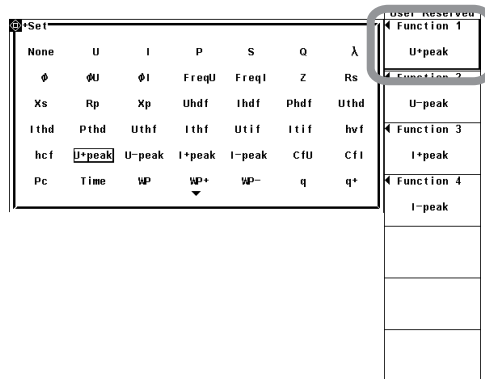 User Reserved
Set
None U I P S Q λ
Φ ΦU ΦI FreqU FreqI Z Rs
Xs Rp Xp Uhdf Ihdf Phdf Uthd
Ithd Pthd Uthf Ithf Utif Itif hvf
hcf U+peak U-peak I+peak I-peak CfU CfI
Pc Time WP WP+ WP- q q+
Function 1
U+peak
Function 2
U-peak
Function 3
I+peak
Function 4
I-peak